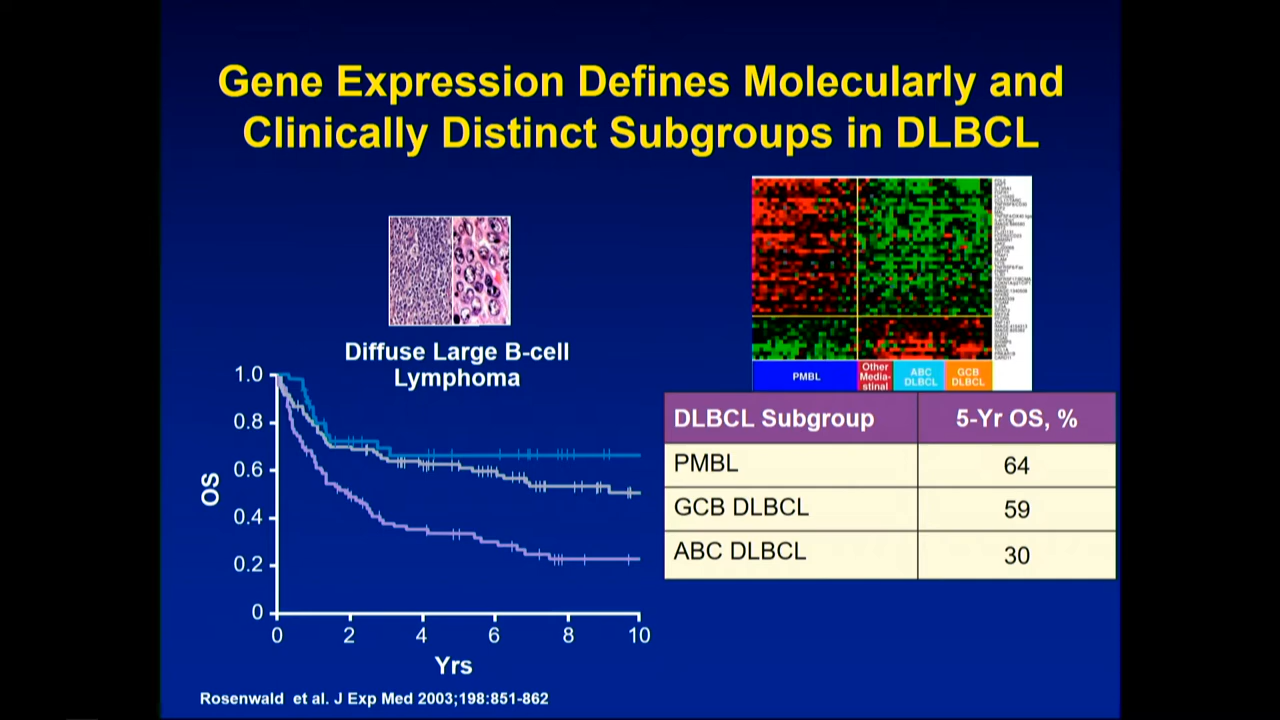 Gene Expression Defines Molecularly and
Clinically Distinct Subgroups in DLBCL
Diffuse Large B-cell
Lymphoma
1.0
0.8
0.6
0.4
0.2
0
OS
0 2 4 6 8 10
Yrs
PMBL
Other
Media-
stinal
ABC
DLBCL
GCB
DLBCL
DLBCL Subgroup 5-Yr OS, %
PMBL 64
GCB DLBCL 59
ABC DLBCL 30
Rosenwald et al. J Exp Med 2003;198:851-862